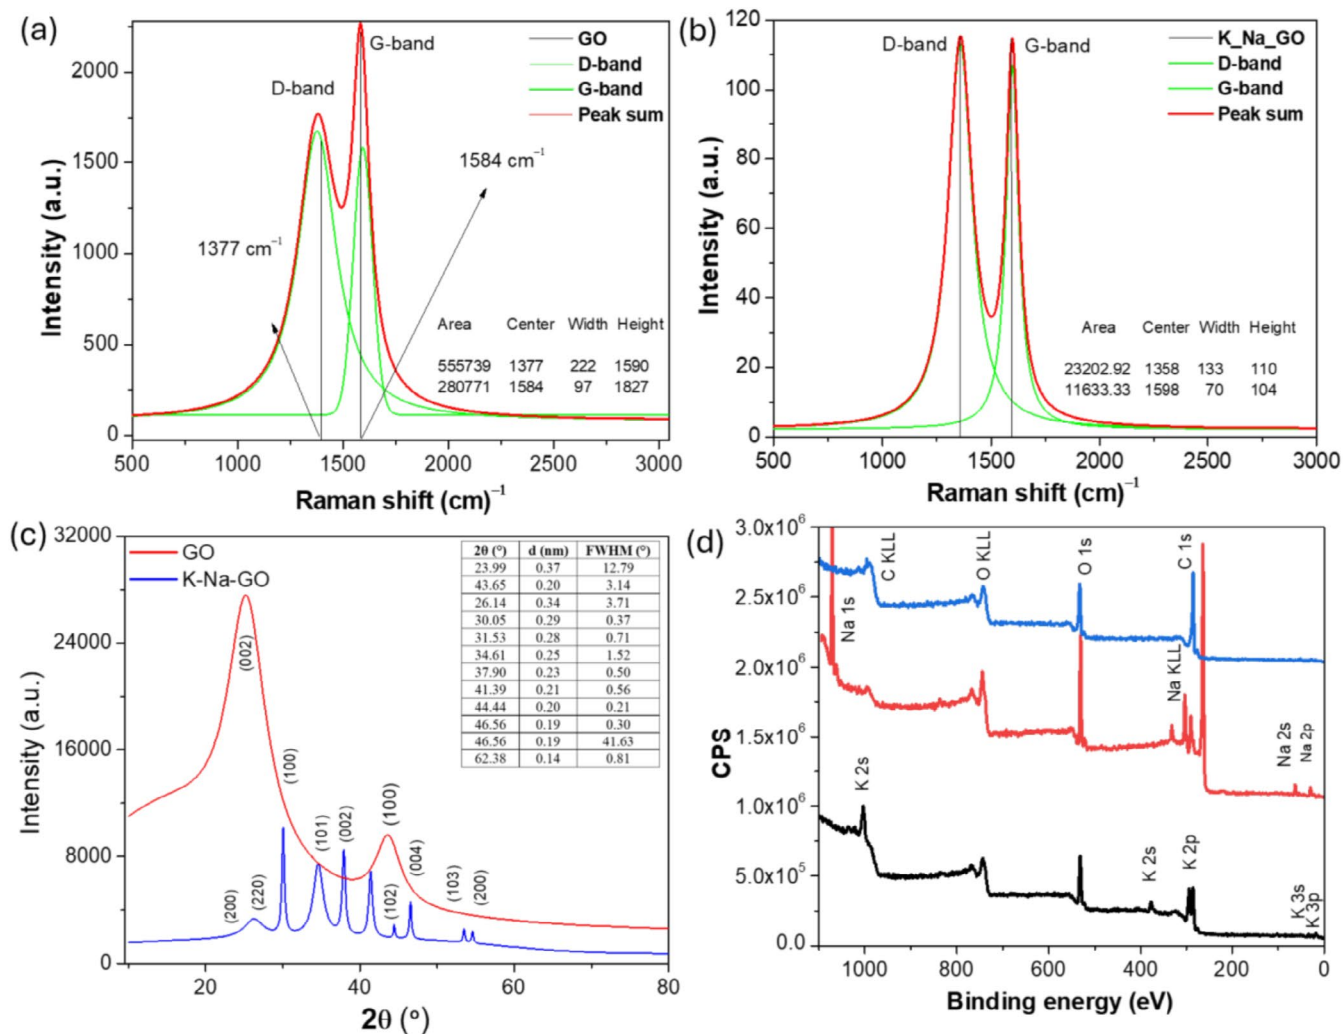 (a)
GO
D-band
G-band
Peak sum
G-band
D-band
1584 cm⁻¹
1377 cm⁻¹
Area Center Width Height
555739 1377 222 1590
280771 1584 97 1827
Intensity (a.u.)
2000
1500
1000
500
0
500 1000 1500 2000 2500 3000
Raman shift (cm)⁻¹
(b)
K_Na_GO
D-band
G-band
Peak sum
D-band
G-band
Area Center Width Height
23202.92 1358 133 110
11633.33 1598 70 104
Intensity (a.u.)
120
100
80
60
40
20
0
500 1000 1500 2000 2500 3000
Raman shift (cm)⁻¹
(c)
GO
K-Na-GO
2θ (°) d (nm) FWHM (°)
23.99 0.37 12.79
43.65 0.20 3.14
26.14 0.34 3.71
30.05 0.29 0.37
31.53 0.28 0.71
34.61 0.25 1.52
37.90 0.23 0.50
41.39 0.21 0.56
44.44 0.20 0.21
46.56 0.19 0.30
46.56 0.19 41.63
62.38 0.14 0.81
(002)
(100)
(200)
(220)
(101)
(002)
(100)
(102)
(004)
(103)
(200)
Intensity (a.u.)
32000
24000
16000
8000
0
20 40 60 80
2θ (°)
(d)
C KLL
O KLL
O 1s
C 1s
Na 1s
Na KLL
Na 2s
Na 2p
K 2s
K 2s
K 2p
K 3s
K 3p
CPS
3.0x10⁶
2.5x10⁶
2.0x10⁶
1.5x10⁶
1.0x10⁶
5.0x10⁵
0.0
1000 800 600 400 200 0
Binding energy (eV)